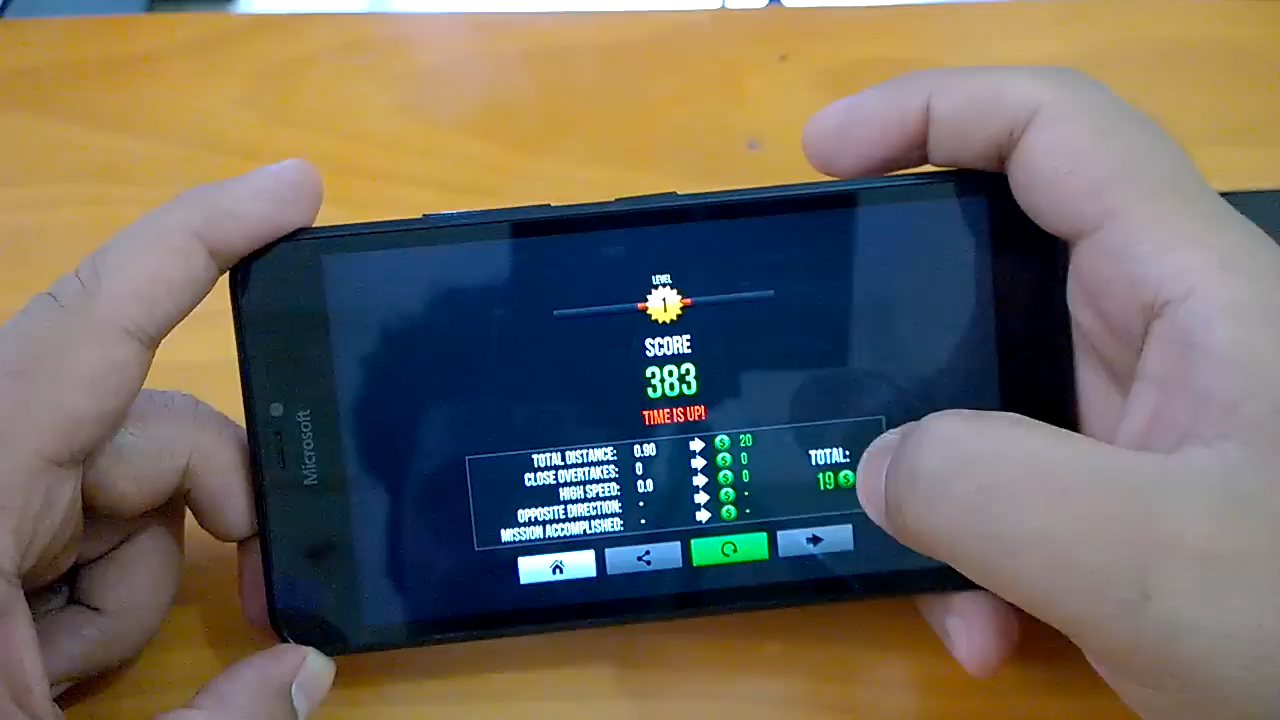 Microsoft
LEVEL
1
SCORE
383
TIME IS UP!
TOTAL DISTANCE: 0.90 20
CLOSE OVERTAKES: 0 0
HIGH SPEED: 0.0 0
OPPOSITE DIRECTION: - -
MISSION ACCOMPLISHED: - -
TOTAL:
19